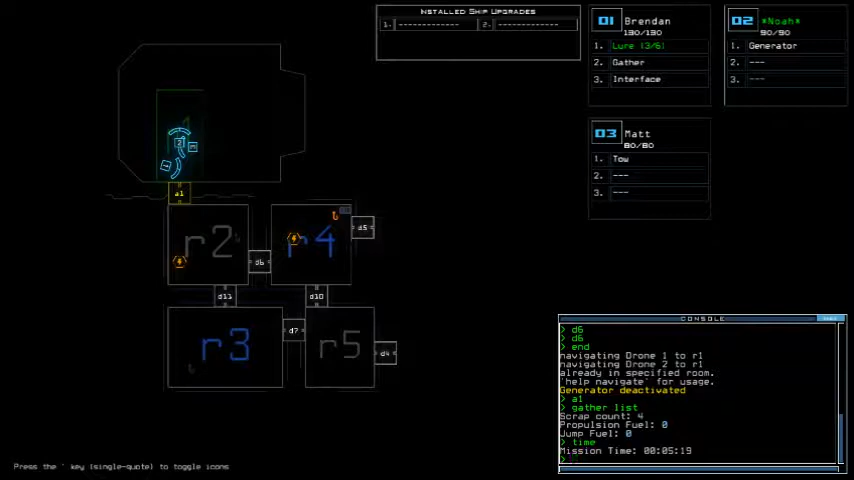 INSTALLED SHIP UPGRADES
1. -------------- 2. --------------
01 Brendan
130/130
1. Lure (3/6)
2. Gather
3. Interface
02 *Noah*
90/90
1. Generator
2. ---
3. ---
03 Matt
80/80
1. Tow
2. ---
3. ---
2
a1
r2
r4
d5
d6
d11
d10
r3
d7
r5
d4
CONSOLE
> d6
> d6
> end
navigating Drone 1 to r1
navigating Drone 2 to r1
already in specified room.
'help navigate' for usage.
Generator deactivated
> a1
> gather list
Scrap count: 4
Propulsion Fuel: 0
Jump Fuel: 0
> time
Mission Time: 00:05:19
>
Press the ' key (single-quote) to toggle icons